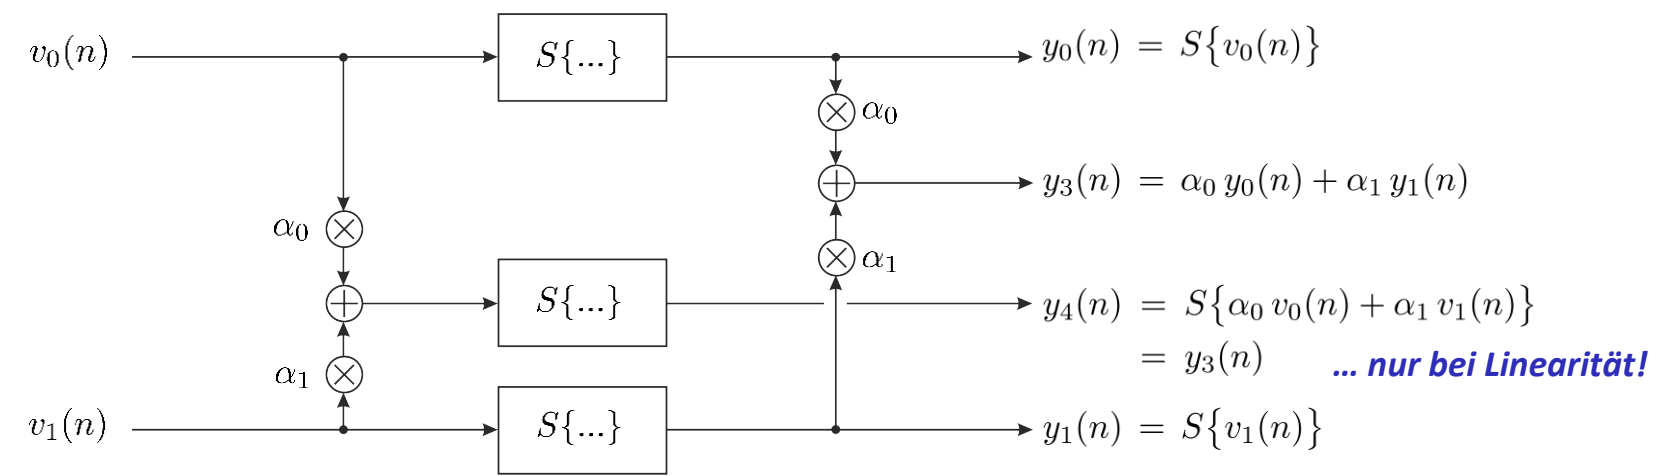 v₀(n) S{...} y₀(n) = S{v₀(n)}
α₀
y₃(n) = α₀ y₀(n) + α₁ y₁(n)
α₀
α₁
S{...} y₄(n) = S{α₀ v₀(n) + α₁ v₁(n)}
= y₃(n) ... nur bei Linearität!
α₁
v₁(n) S{...} y₁(n) = S{v₁(n)}